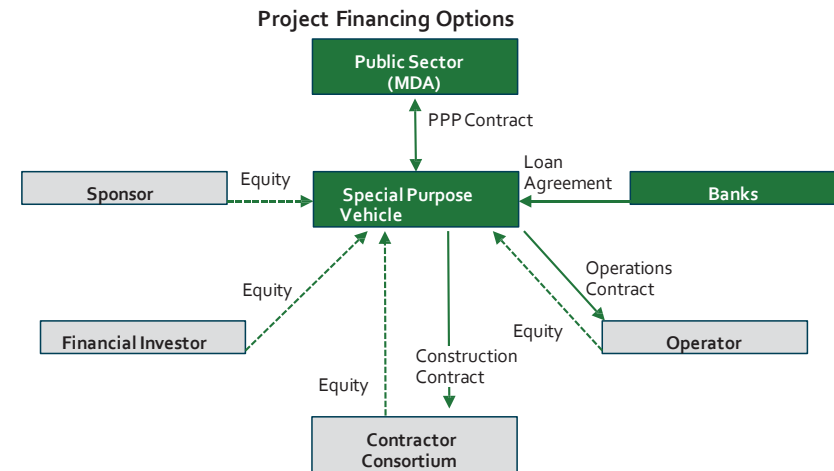 Project Financing Options
Public Sector
(MDA)
PPP Contract
Loan
Agreement
Equity
Sponsor
Special Purpose
Vehicle
Banks
Operations
Contract
Equity
Equity
Financial Investor
Operator
Construction
Contract
Equity
Contractor
Consortium